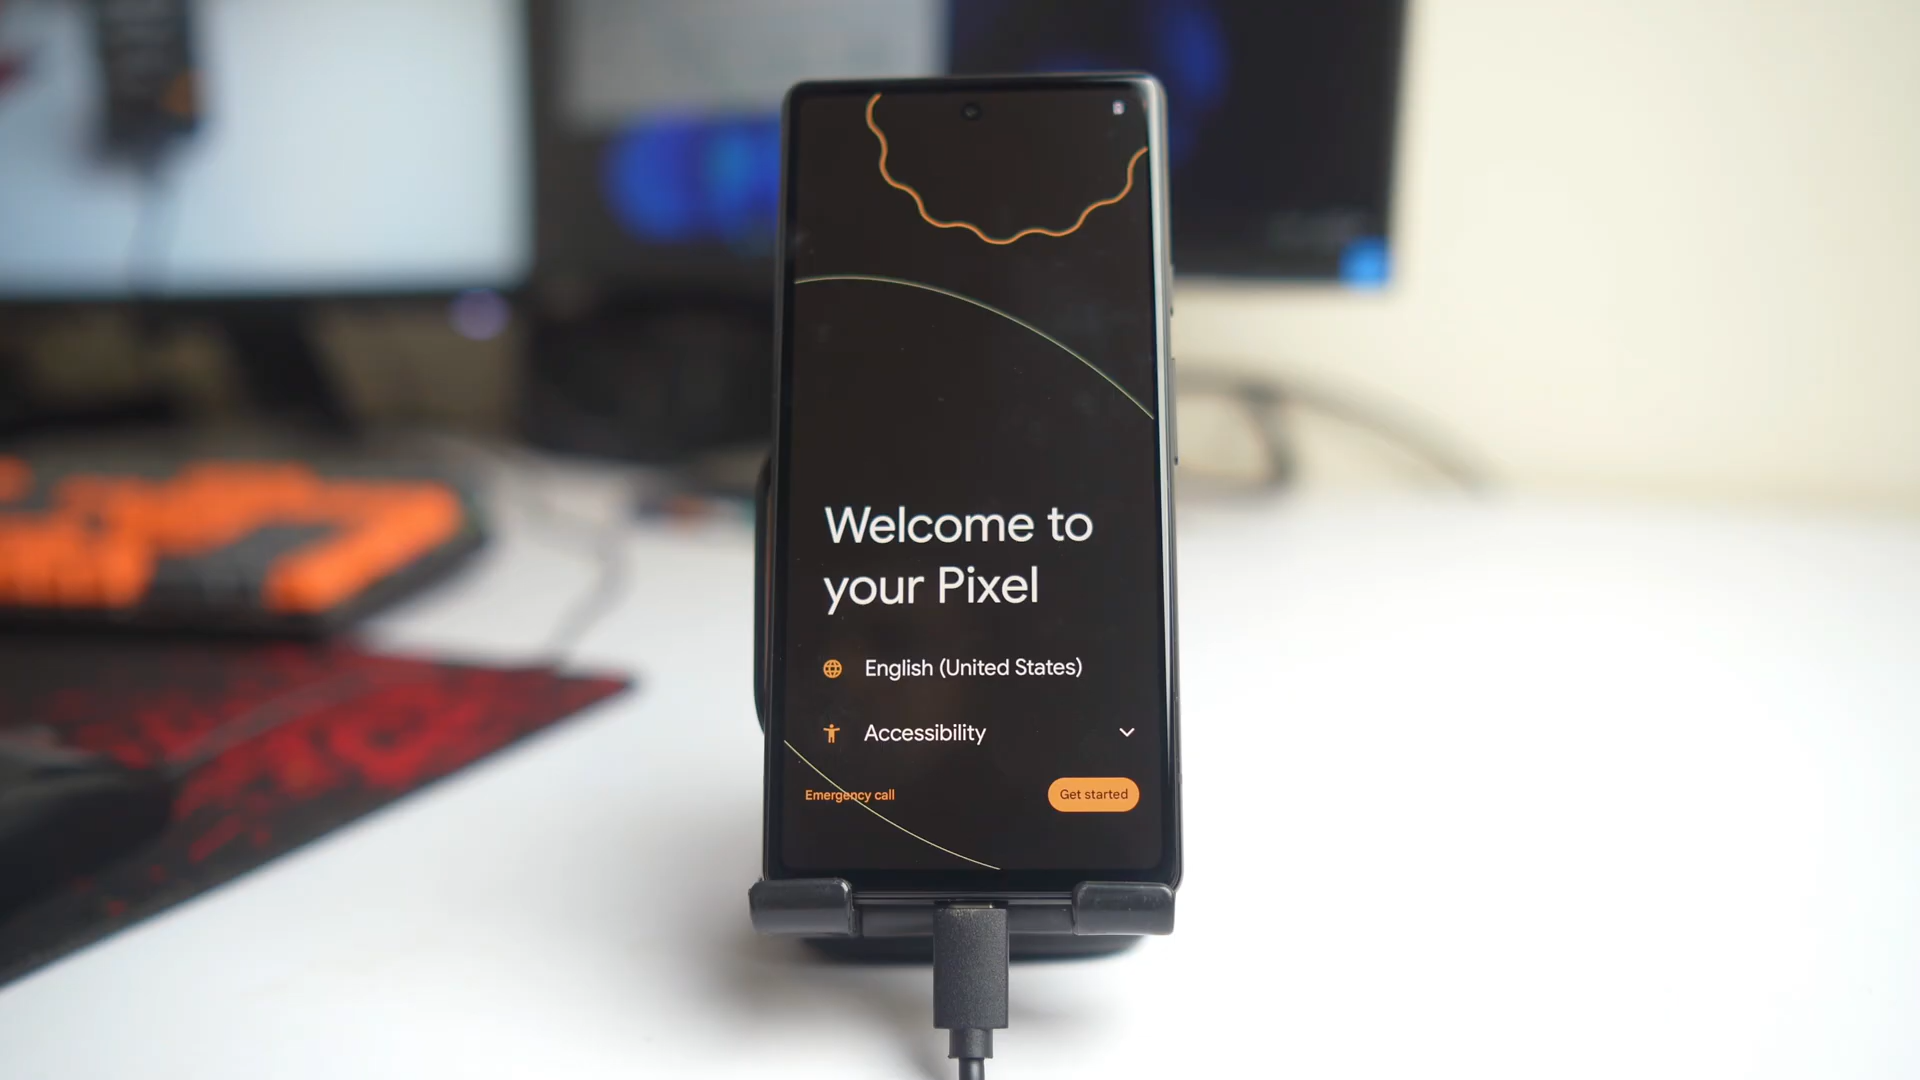 Welcome to
your Pixel
English (United States)
Accessibility
Emergency call
Get started